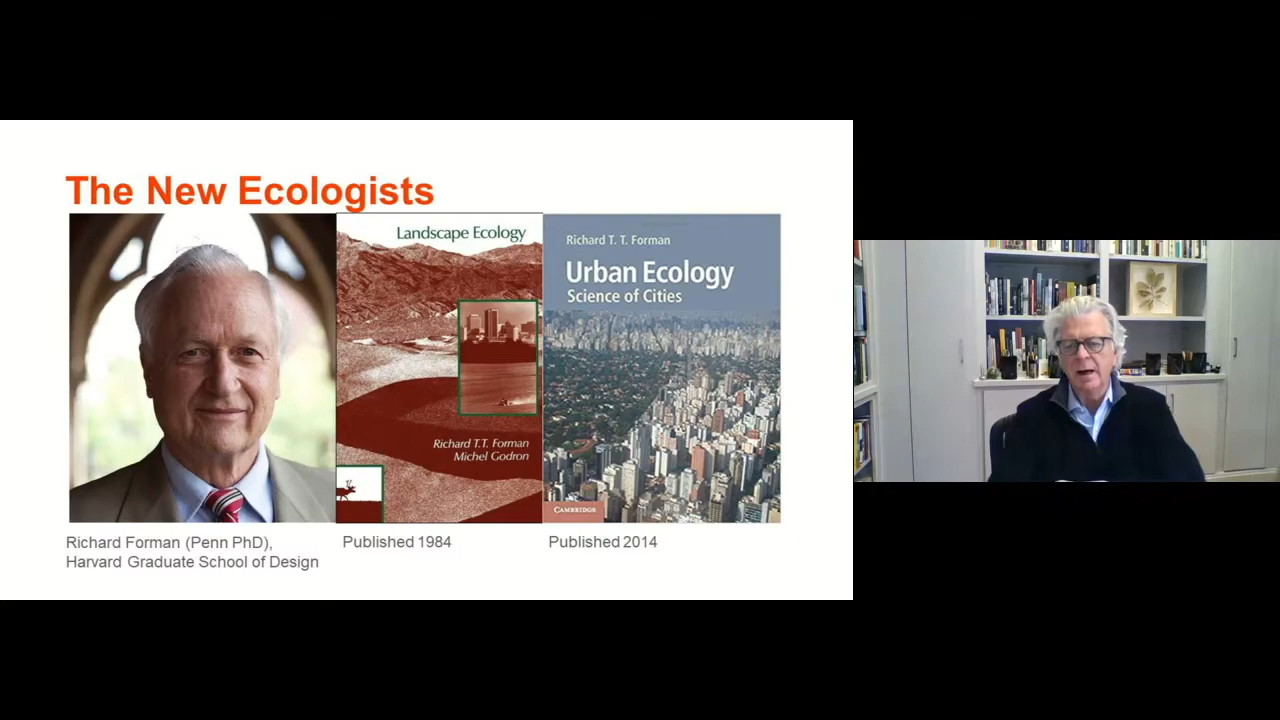 The New Ecologists
Landscape Ecology
Richard T.T. Forman
Michel Godron
Richard T. T. Forman
Urban Ecology
Science of Cities
CAMBRIDGE
Richard Forman (Penn PhD),
Harvard Graduate School of Design
Published 1984
Published 2014